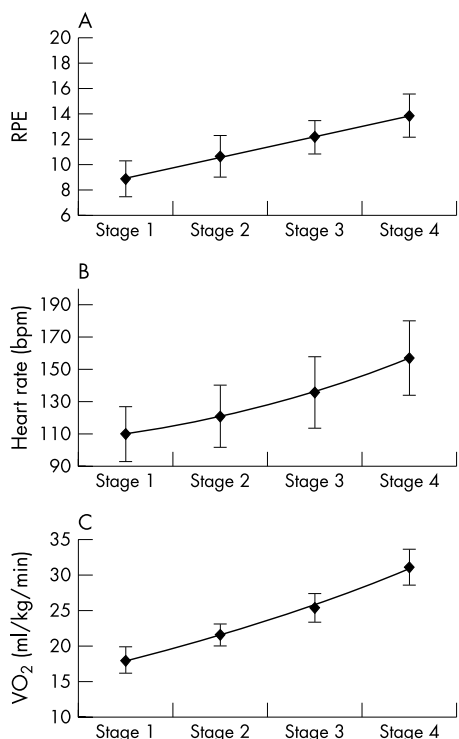 A
RPE
20
18
16
14
12
10
8
6
Stage 1 Stage 2 Stage 3 Stage 4
B
Heart rate (bpm)
190
170
150
130
110
90
Stage 1 Stage 2 Stage 3 Stage 4
C
VO₂ (ml/kg/min)
35
30
25
20
15
10
Stage 1 Stage 2 Stage 3 Stage 4